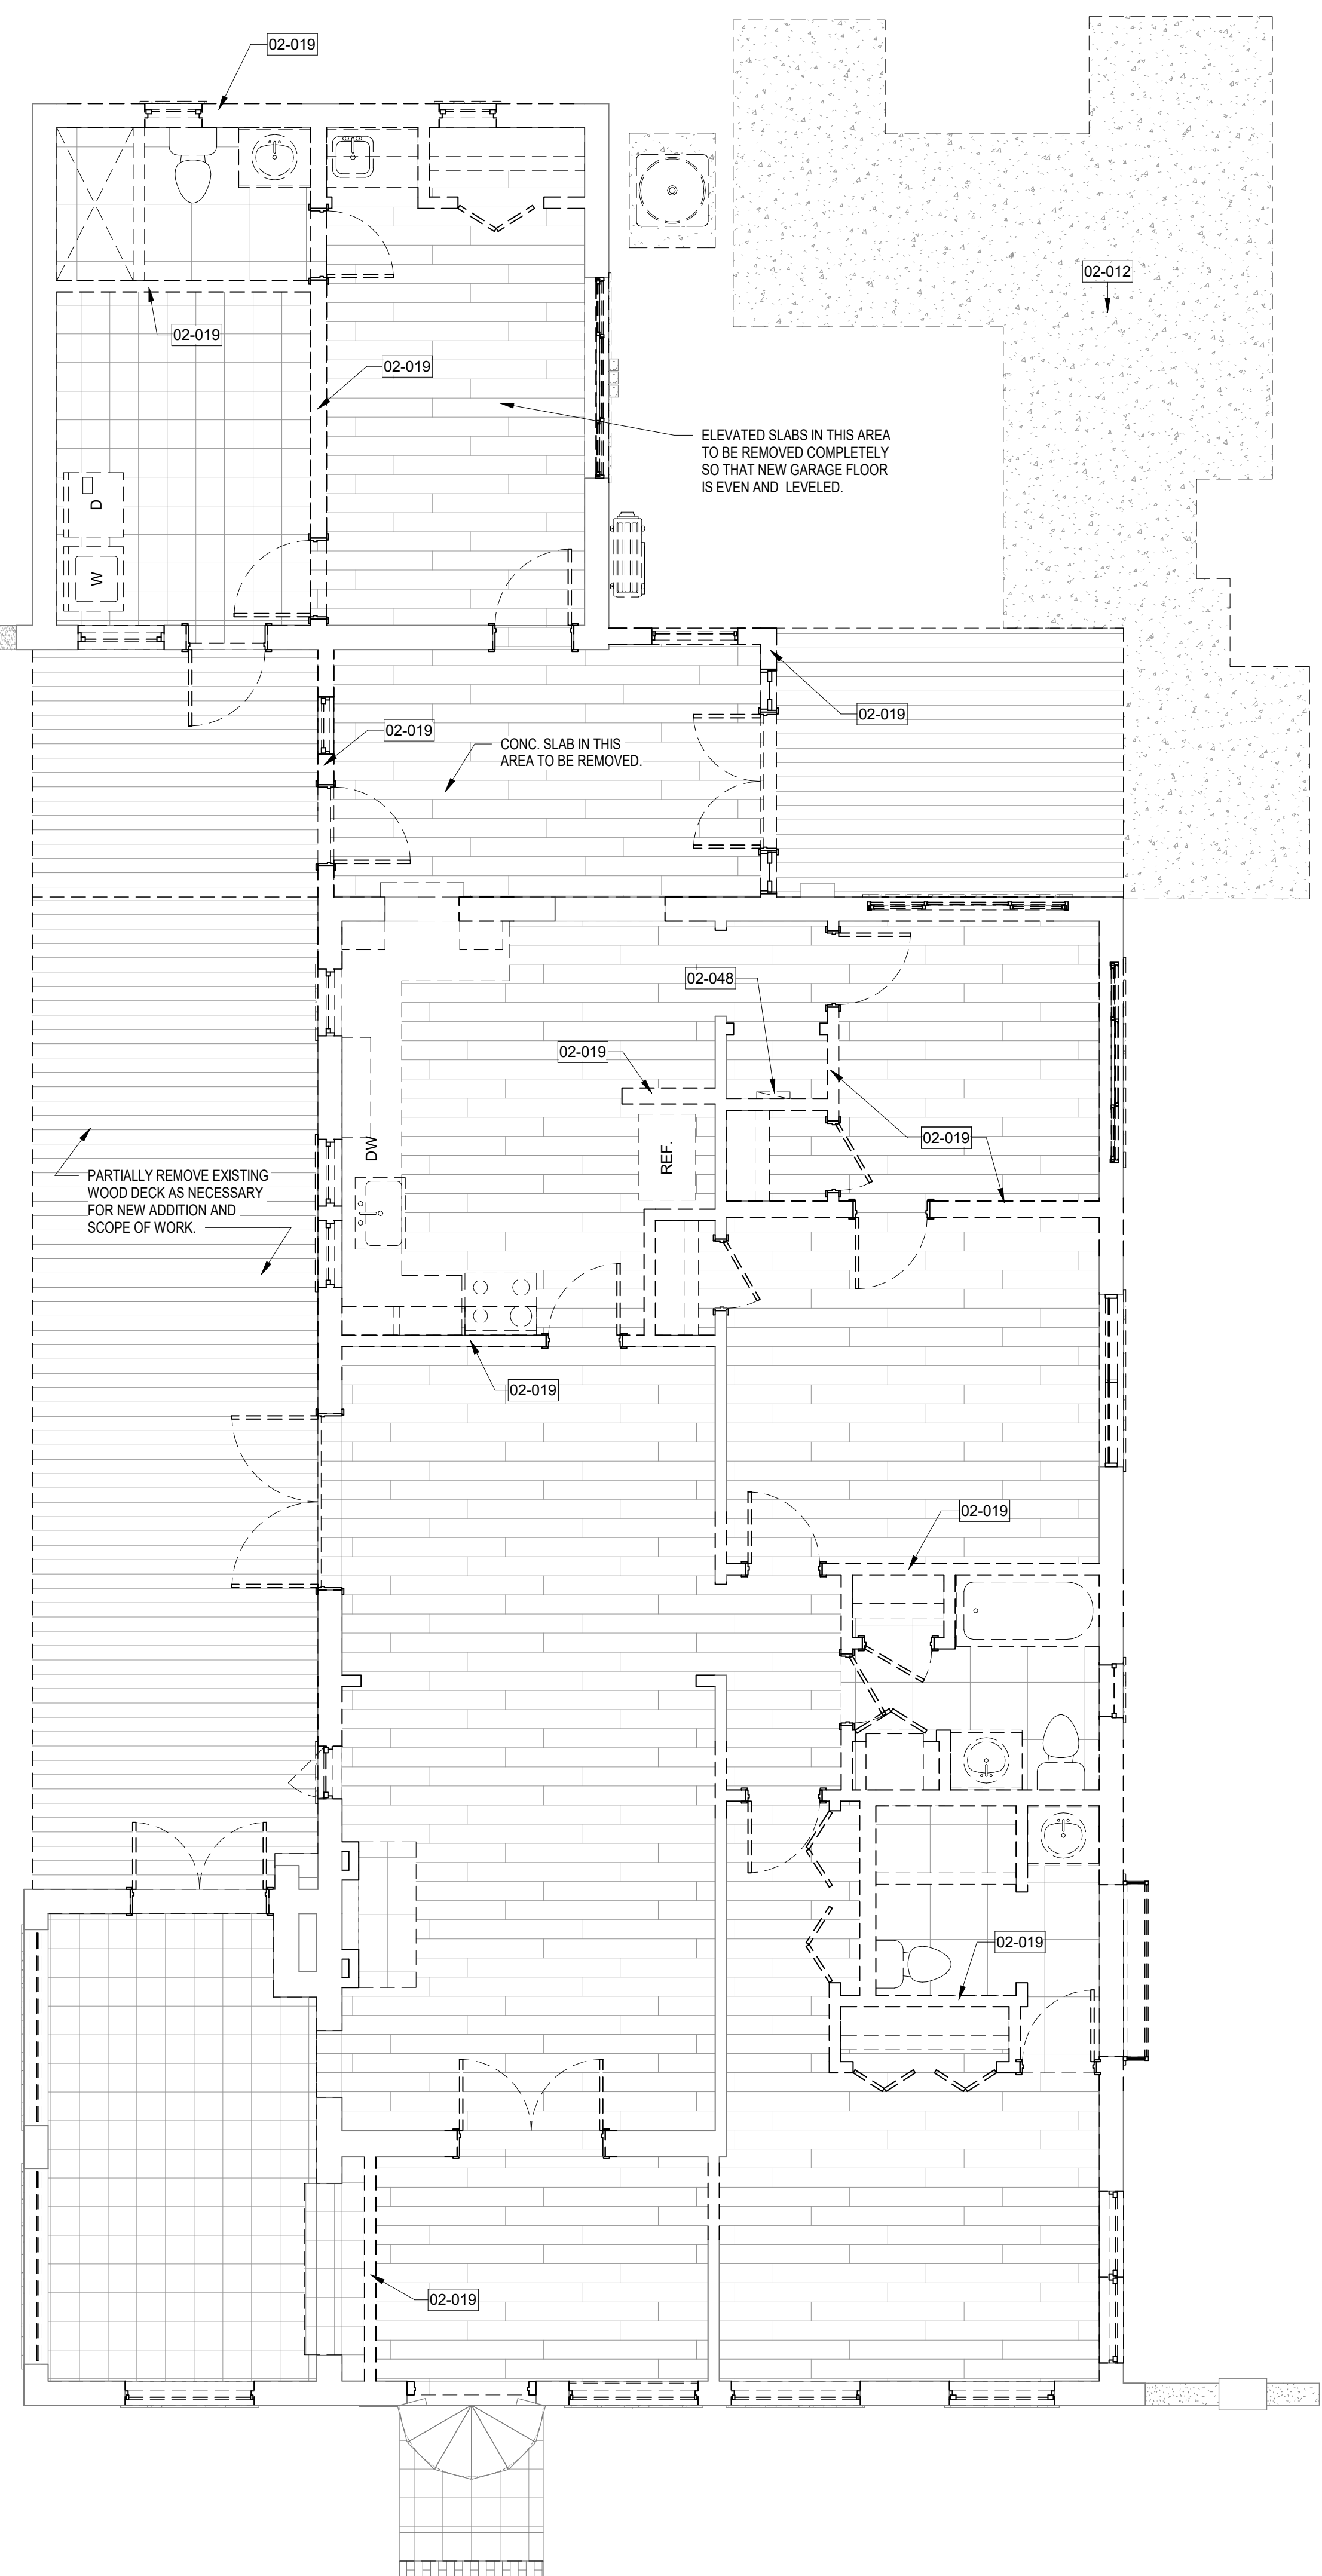 02-019
02-012
02-019
02-019
ELEVATED SLABS IN THIS AREA
TO BE REMOVED COMPLETELY
SO THAT NEW GARAGE FLOOR
IS EVEN AND LEVELED.
D
W
02-019
02-019
CONC. SLAB IN THIS
AREA TO BE REMOVED.
02-048
02-019
02-019
DW
REF.
PARTIALLY REMOVE EXISTING
WOOD DECK AS NECESSARY
FOR NEW ADDITION AND
SCOPE OF WORK.
02-019
02-019
02-019
02-019